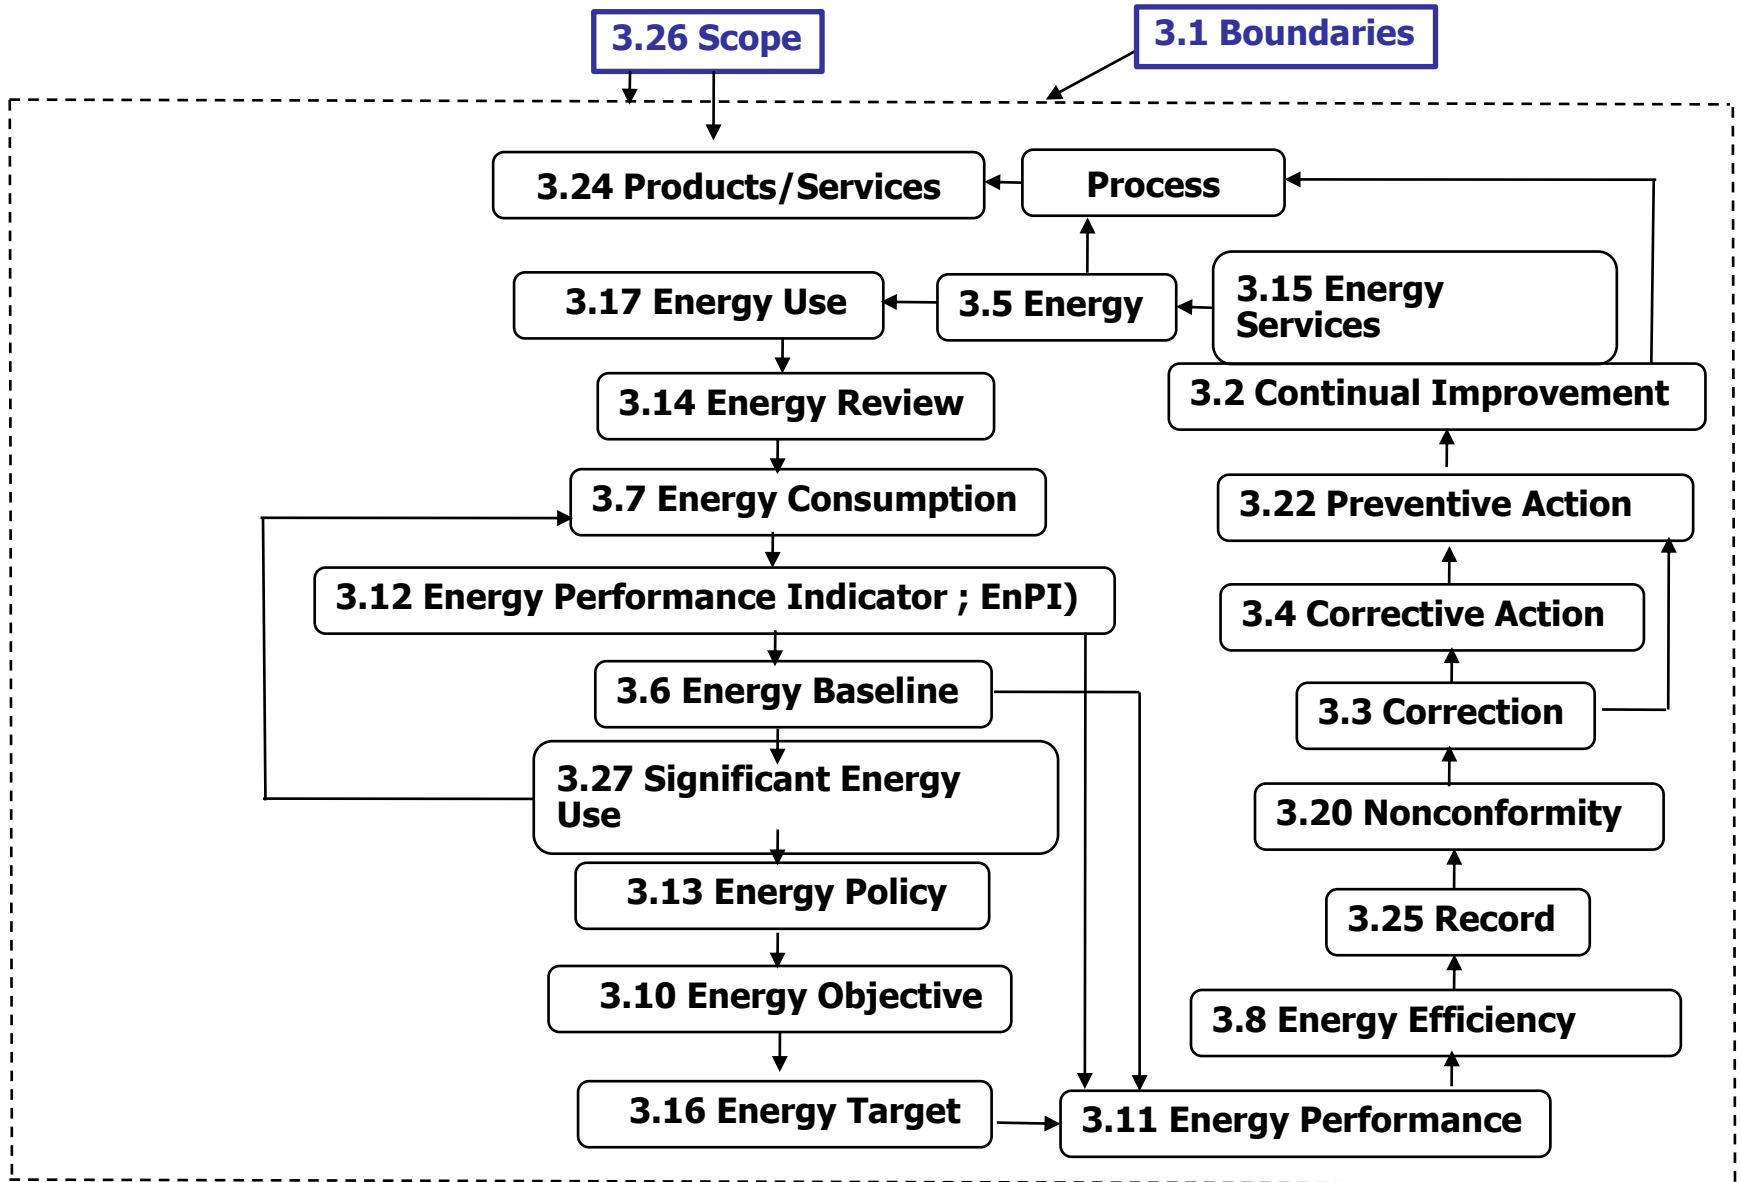 3.26 Scope
3.1 Boundaries
3.24 Products/Services
Process
3.17 Energy Use
3.5 Energy
3.15 Energy
Services
3.14 Energy Review
3.2 Continual Improvement
3.7 Energy Consumption
3.22 Preventive Action
3.12 Energy Performance Indicator ; EnPI)
3.4 Corrective Action
3.6 Energy Baseline
3.3 Correction
3.27 Significant Energy
Use
3.20 Nonconformity
3.13 Energy Policy
3.25 Record
3.10 Energy Objective
3.8 Energy Efficiency
3.16 Energy Target
3.11 Energy Performance